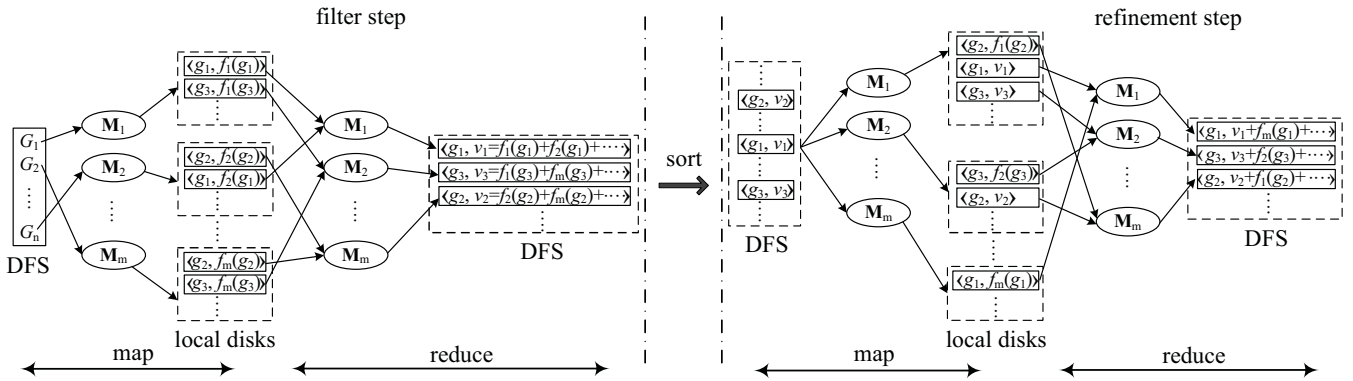 filter step
G1
G2
⋮
Gn
DFS
M1
M2
⋯
Mm
⟨g1, f1(g1)⟩
⟨g3, f1(g3)⟩
⟨g2, f2(g2)⟩
⟨g1, f2(g1)⟩
⟨g2, fm(g2)⟩
⟨g3, fm(g3)⟩
local disks
M1
M2
⋯
Mm
⟨g1, v1=f1(g1)+f2(g1)+⋯⟩
⟨g3, v3=f1(g3)+fm(g3)+⋯⟩
⟨g2, v2=f2(g2)+fm(g2)+⋯⟩
DFS
map
reduce
sort
refinement step
⟨g2, v2⟩
⟨g1, v1⟩
⟨g3, v3⟩
DFS
M1
M2
⋯
Mm
⟨g2, f1(g2)⟩
⟨g1, v1⟩
⟨g3, v3⟩
⟨g3, f2(g3)⟩
⟨g2, v2⟩
⟨g1, fm(g1)⟩
local disks
M1
M2
⋯
Mm
⟨g1, v1+fm(g1)+⋯⟩
⟨g3, v3+f2(g3)+⋯⟩
⟨g2, v2+f1(g2)+⋯⟩
DFS
map
reduce